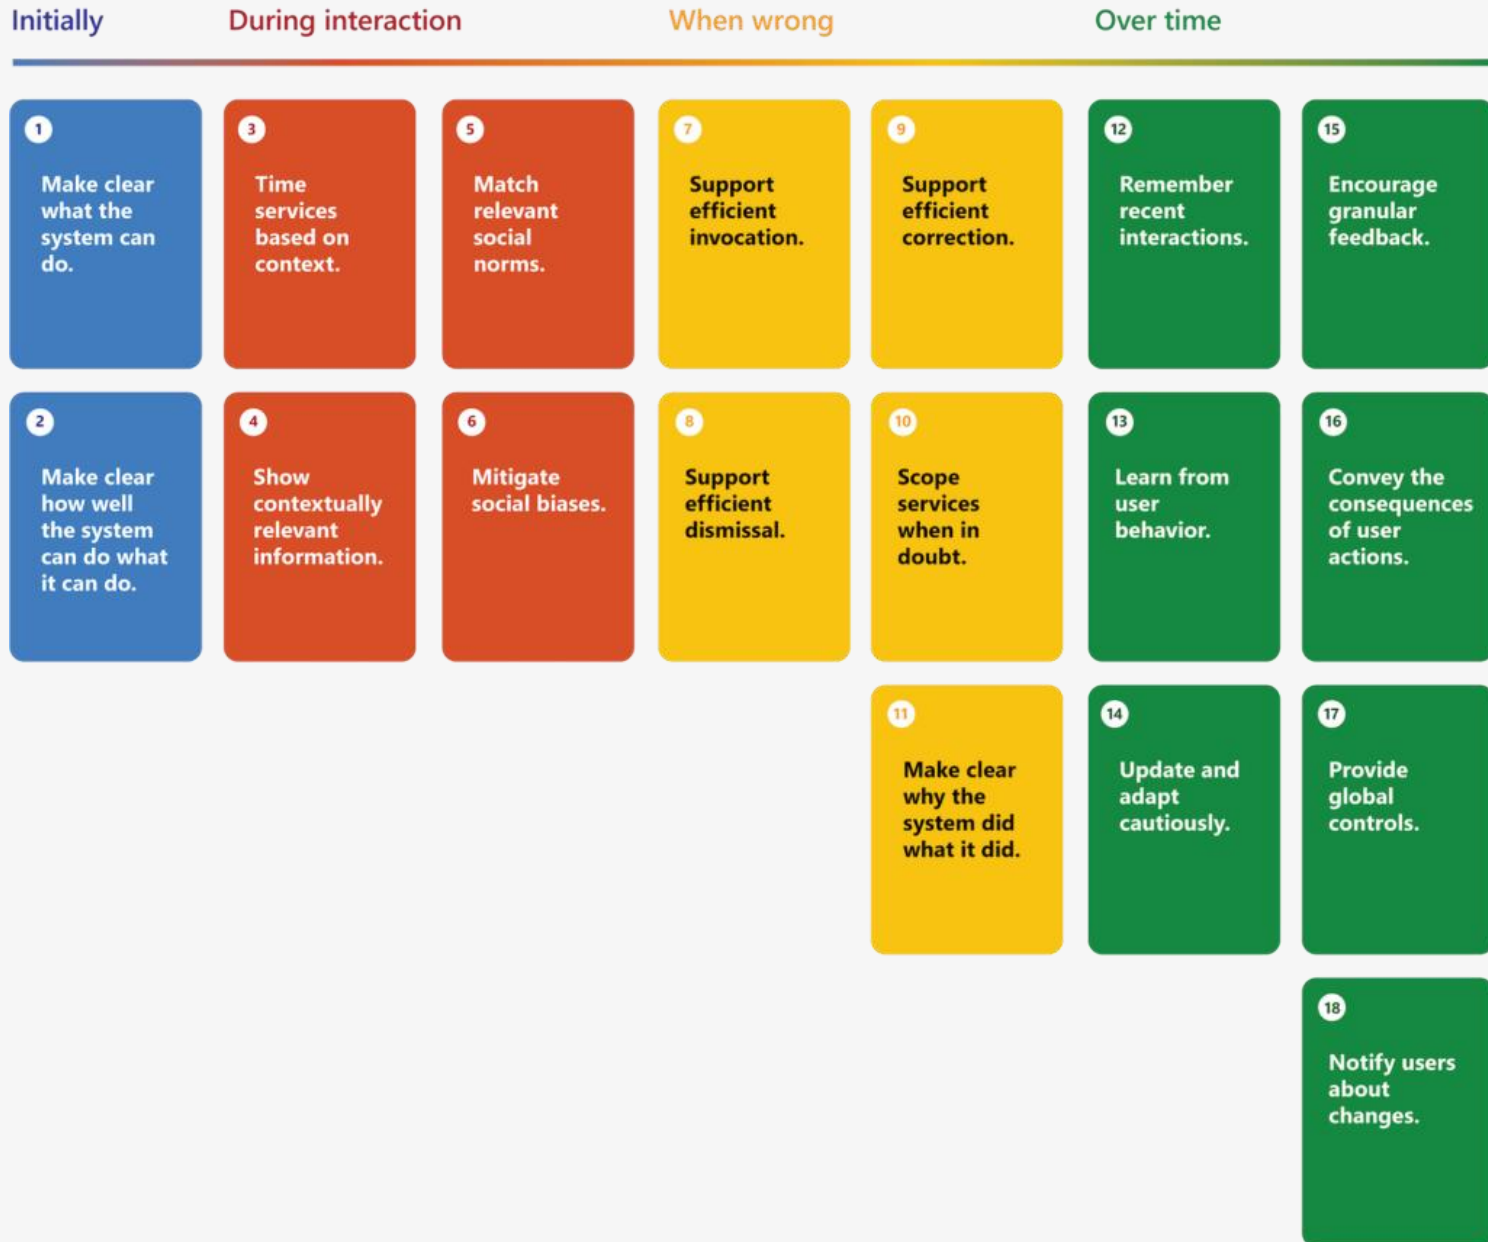 Initially
During interaction
When wrong
Over time
1
Make clear
what the
system can
do.
2
Make clear
how well
the system
can do what
it can do.
3
Time
services
based on
context.
4
Show
contextually
relevant
information.
5
Match
relevant
social
norms.
6
Mitigate
social biases.
7
Support
efficient
invocation.
8
Support
efficient
dismissal.
9
Support
efficient
correction.
10
Scope
services
when in
doubt.
11
Make clear
why the
system did
what it did.
12
Remember
recent
interactions.
13
Learn from
user
behavior.
14
Update and
adapt
cautiously.
15
Encourage
granular
feedback.
16
Convey the
consequences
of user
actions.
17
Provide
global
controls.
18
Notify users
about
changes.